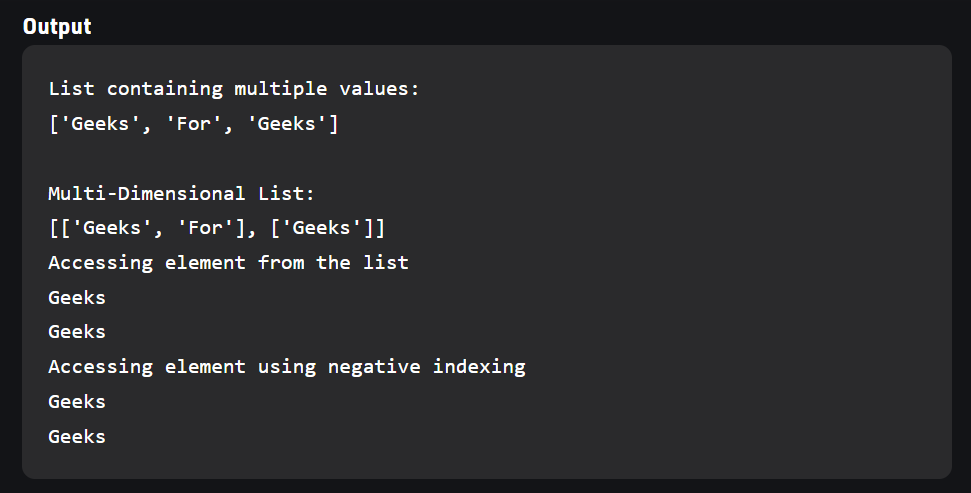 Output
List containing multiple values:
['Geeks', 'For', 'Geeks']
Multi-Dimensional List:
[['Geeks', 'For'], ['Geeks']]
Accessing element from the list
Geeks
Geeks
Accessing element using negative indexing
Geeks
Geeks